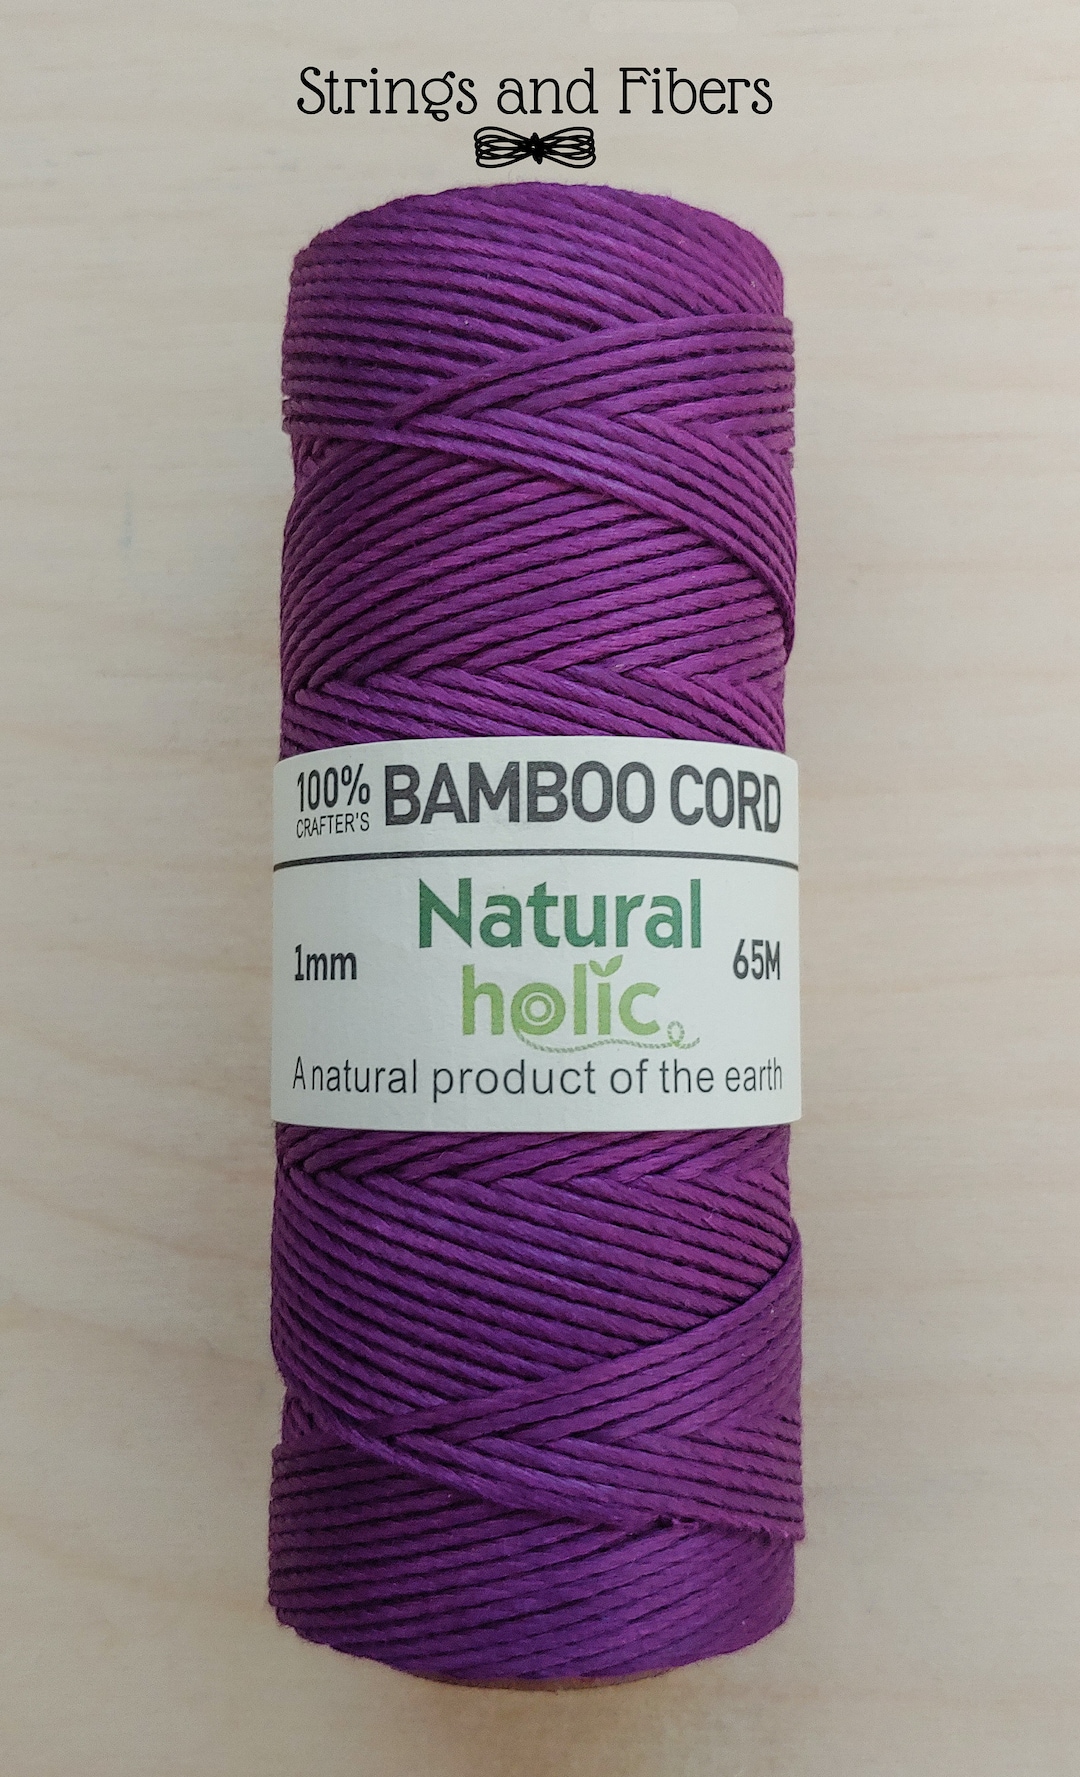 Strings and Fibers
100% CRAFTER'S BAMBOO CORD
Natural
holic
1mm
65M
A natural product of the earth